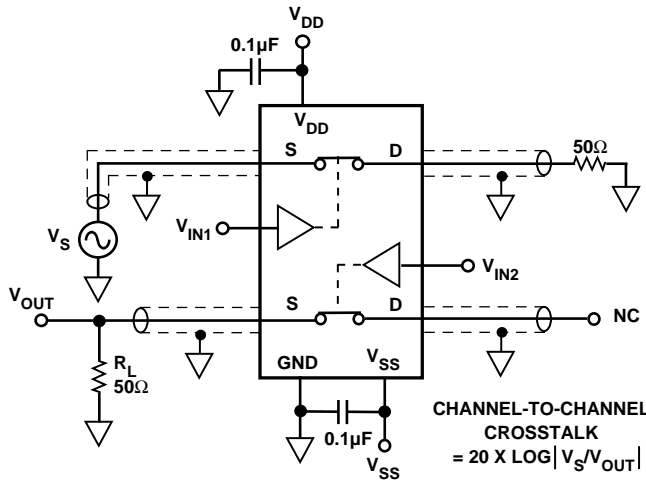 VDD
0.1µF
VDD
S
D
50Ω
VS
VIN1
VIN2
VOUT
S
D
NC
RL
50Ω
GND
VSS
0.1µF
VSS
CHANNEL-TO-CHANNEL
CROSSTALK
= 20 X LOG|VS/VOUT|